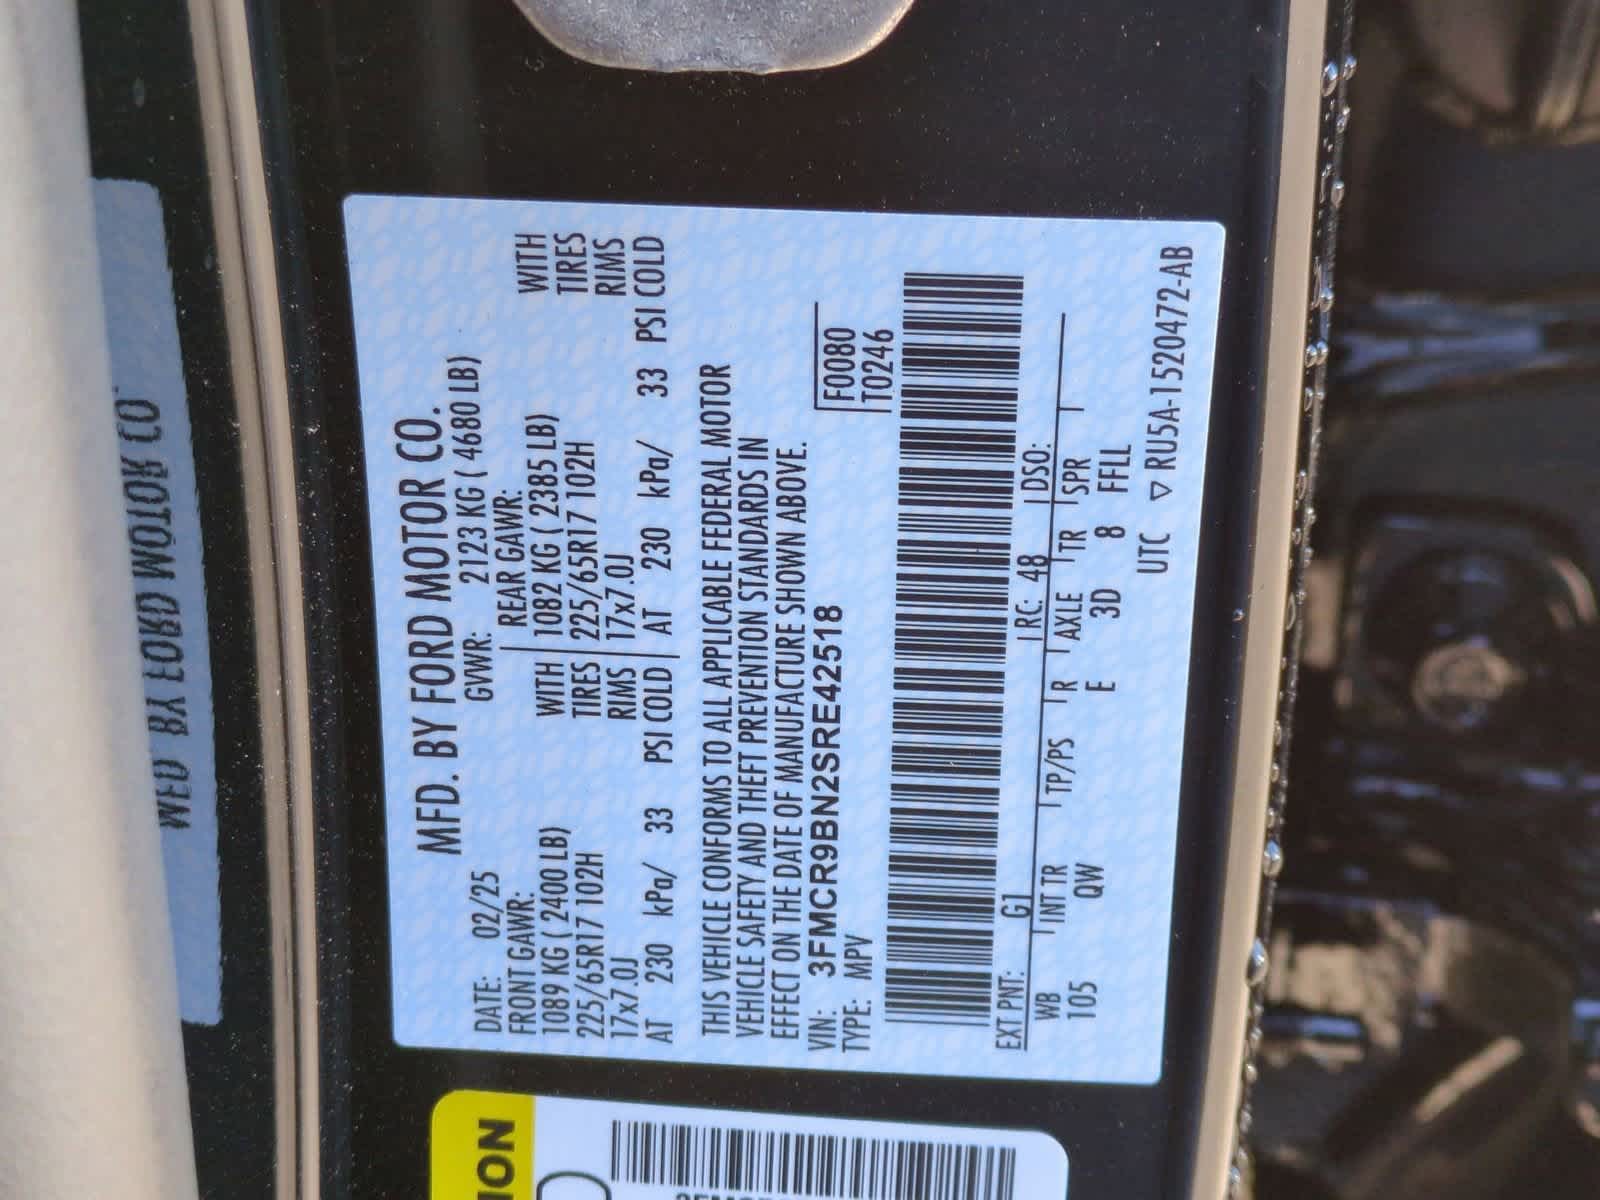 MFD. BY FORD MOTOR CO.
DATE: 02/25 GVWR: 2123 KG ( 4680 LB)
FRONT GAWR: REAR GAWR:
1089 KG ( 2400 LB) WITH 1082 KG ( 2385 LB) WITH
225/65R17 102H TIRES 225/65R17 102H TIRES
17x7.0J RIMS 17x7.0J RIMS
AT 230 kPa/ 33 PSI COLD AT 230 kPa/ 33 PSI COLD
THIS VEHICLE CONFORMS TO ALL APPLICABLE FEDERAL MOTOR
VEHICLE SAFETY AND THEFT PREVENTION STANDARDS IN
EFFECT ON THE DATE OF MANUFACTURE SHOWN ABOVE.
VIN: 3FMCR9BN2SRE42518 F0080
TYPE: MPV T0246
EXT PNT: G1 RC: 48 DSO:
WB INT TR TP/PS R AXLE TR SPR
105 QW E 3D 8 FFLL
UTC ▽ RU5A-1520472-AB